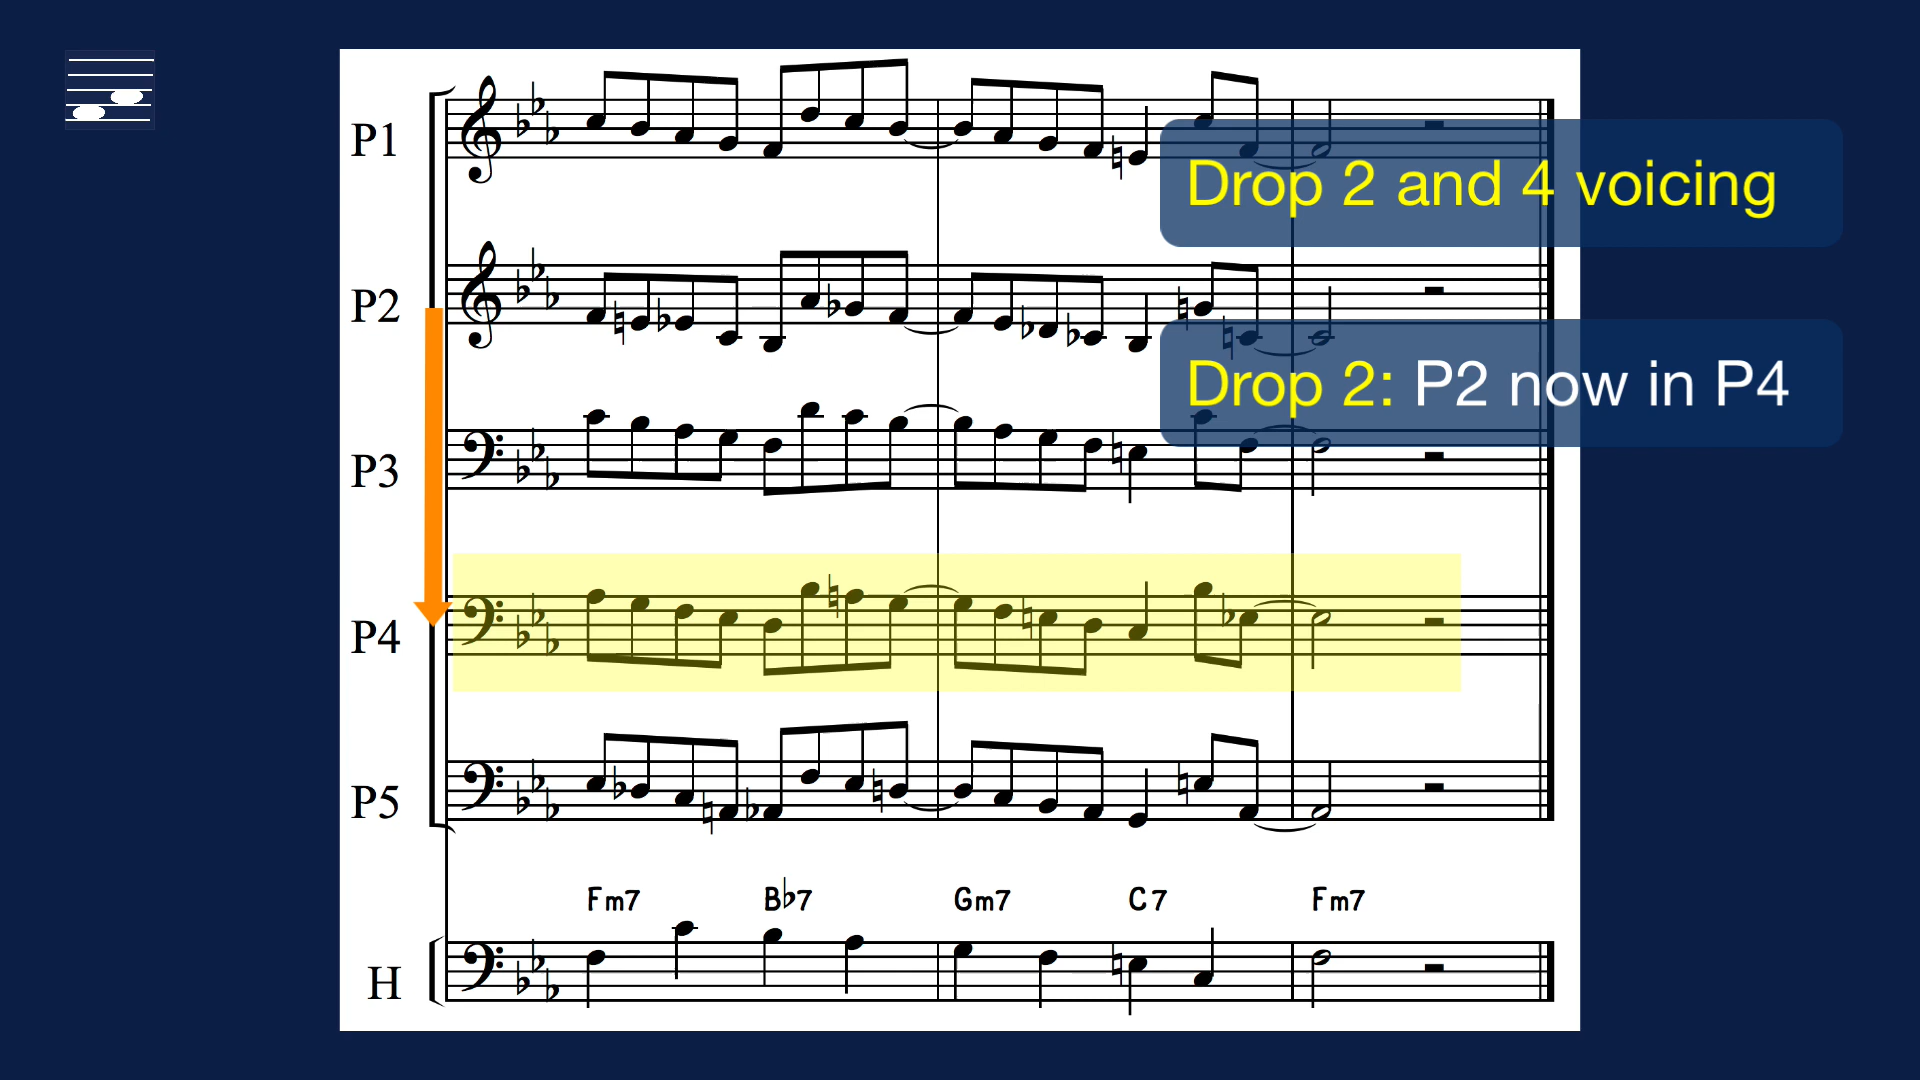 P1
Drop 2 and 4 voicing
P2
Drop 2: P2 now in P4
P3
P4
P5
Fm7 B♭7 Gm7 C7 Fm7
H